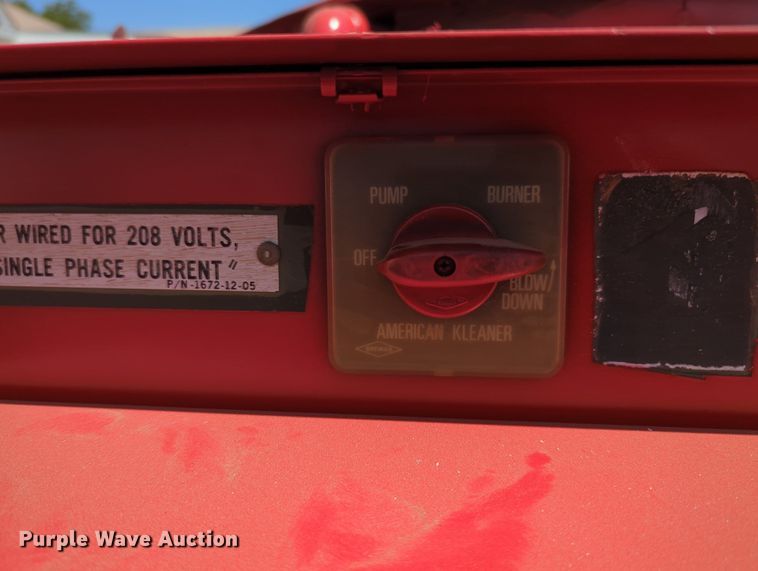 R WIRED FOR 208 VOLTS,
SINGLE PHASE CURRENT"
P/N-1672-12-05
PUMP
BURNER
OFF
BLOW/
DOWN
AMERICAN KLEANER
Purple Wave Auction